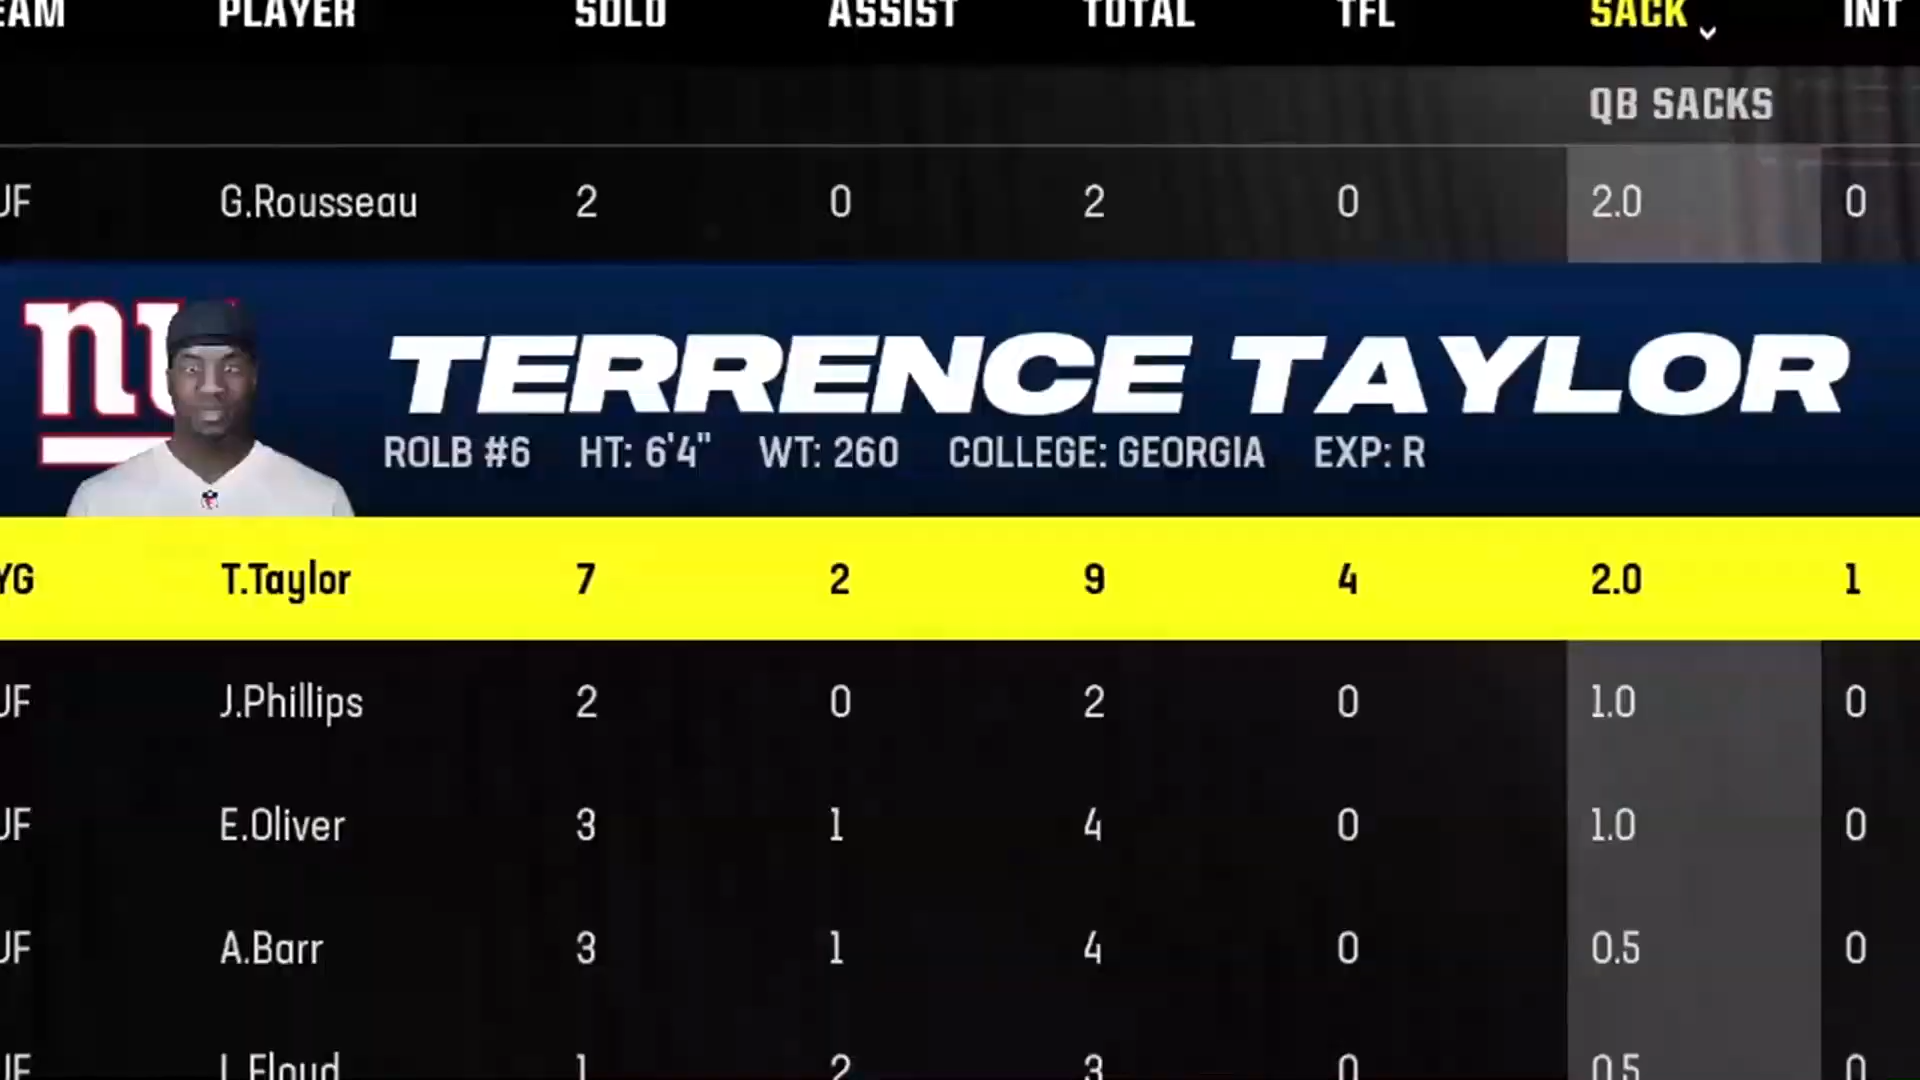 EAM PLAYER SOLO ASSIST TOTAL TFL SACK INT
QB SACKS
UF G.Rousseau 2 0 2 0 2.0 0
ny
TERRENCE TAYLOR
ROLB #6 HT: 6'4" WT: 260 COLLEGE: GEORGIA EXP: R
YG T.Taylor 7 2 9 4 2.0 1
UF J.Phillips 2 0 2 0 1.0 0
UF E.Oliver 3 1 4 0 1.0 0
UF A.Barr 3 1 4 0 0.5 0
UF L.Floyd 1 2 3 0 0.5 0